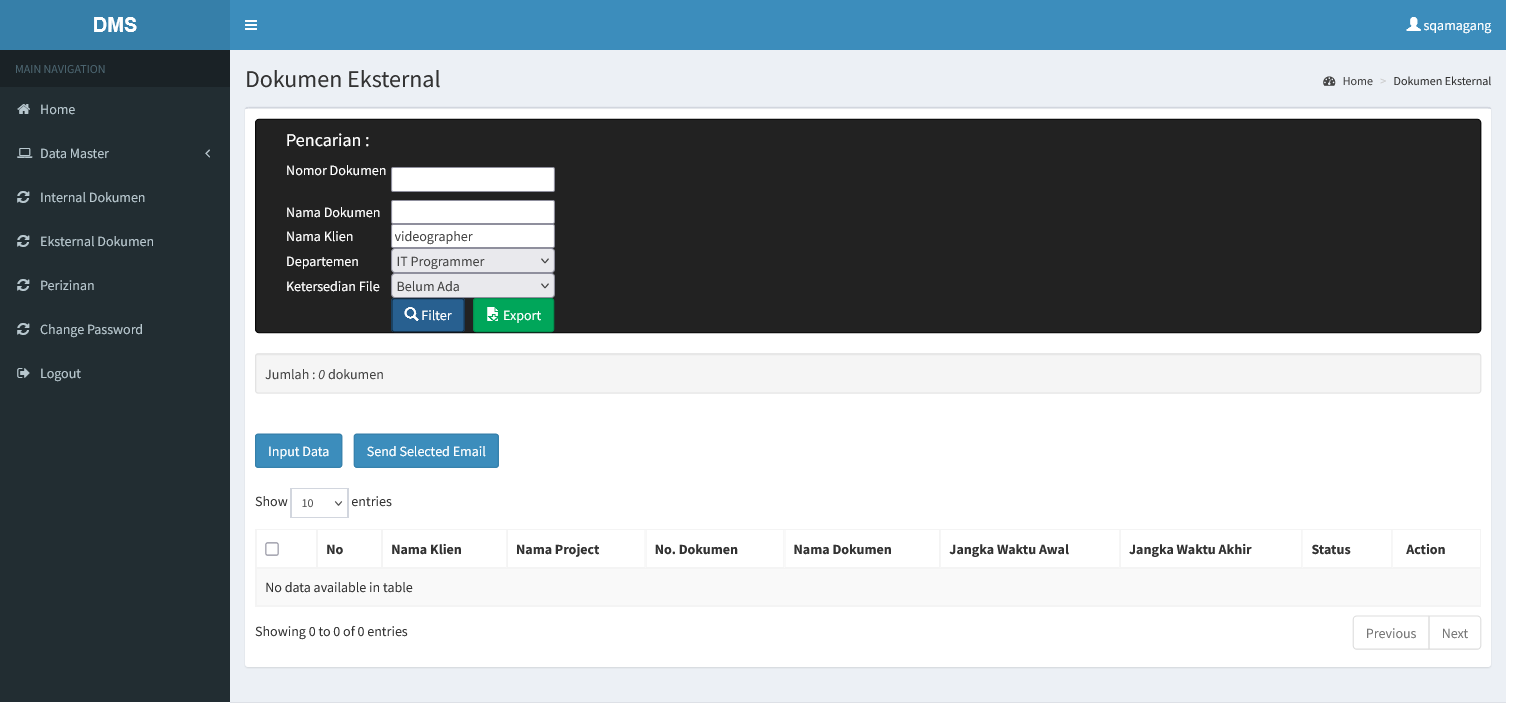 DMS
sqamagang
MAIN NAVIGATION
Home
Data Master
Internal Dokumen
Eksternal Dokumen
Perizinan
Change Password
Logout
Dokumen Eksternal
Home > Dokumen Eksternal
Pencarian :
Nomor Dokumen
Nama Dokumen
Nama Klien videographer
Departemen IT Programmer
Ketersedian File Belum Ada
Filter Export
Jumlah : 0 dokumen
Input Data Send Selected Email
Show 10 entries
No Nama Klien Nama Project No. Dokumen Nama Dokumen Jangka Waktu Awal Jangka Waktu Akhir Status Action
No data available in table
Showing 0 to 0 of 0 entries
Previous Next